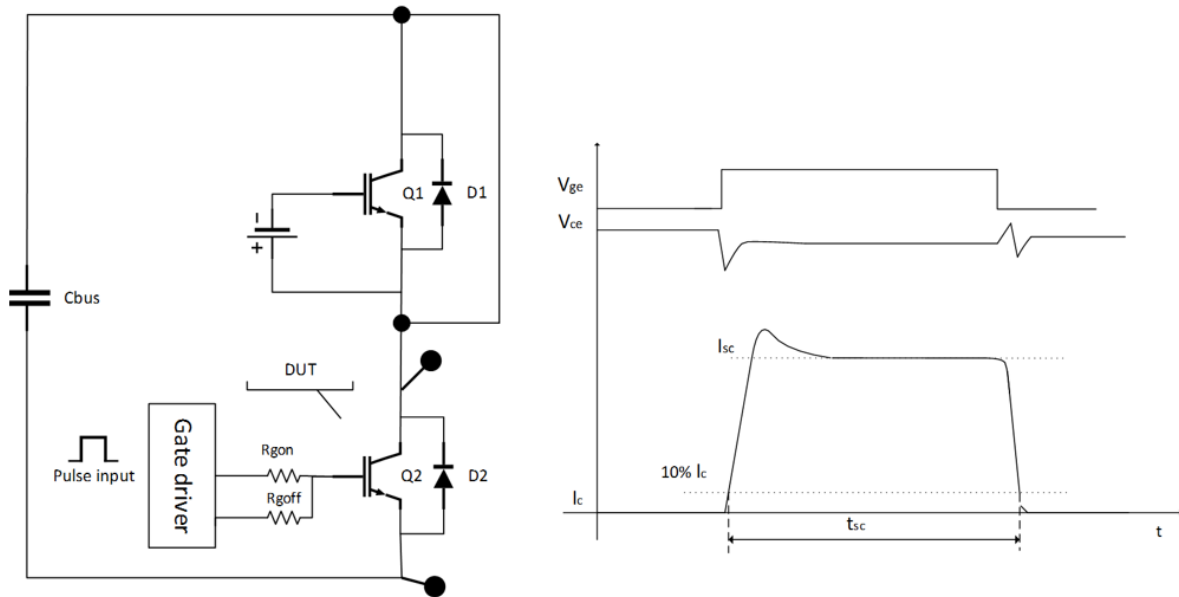 Cbus
-
+
Q1
D1
DUT
Gate driver
Pulse input
Rgon
Rgoff
Q2
D2
Vge
Vce
Isc
10% Ic
Ic
tsc
t